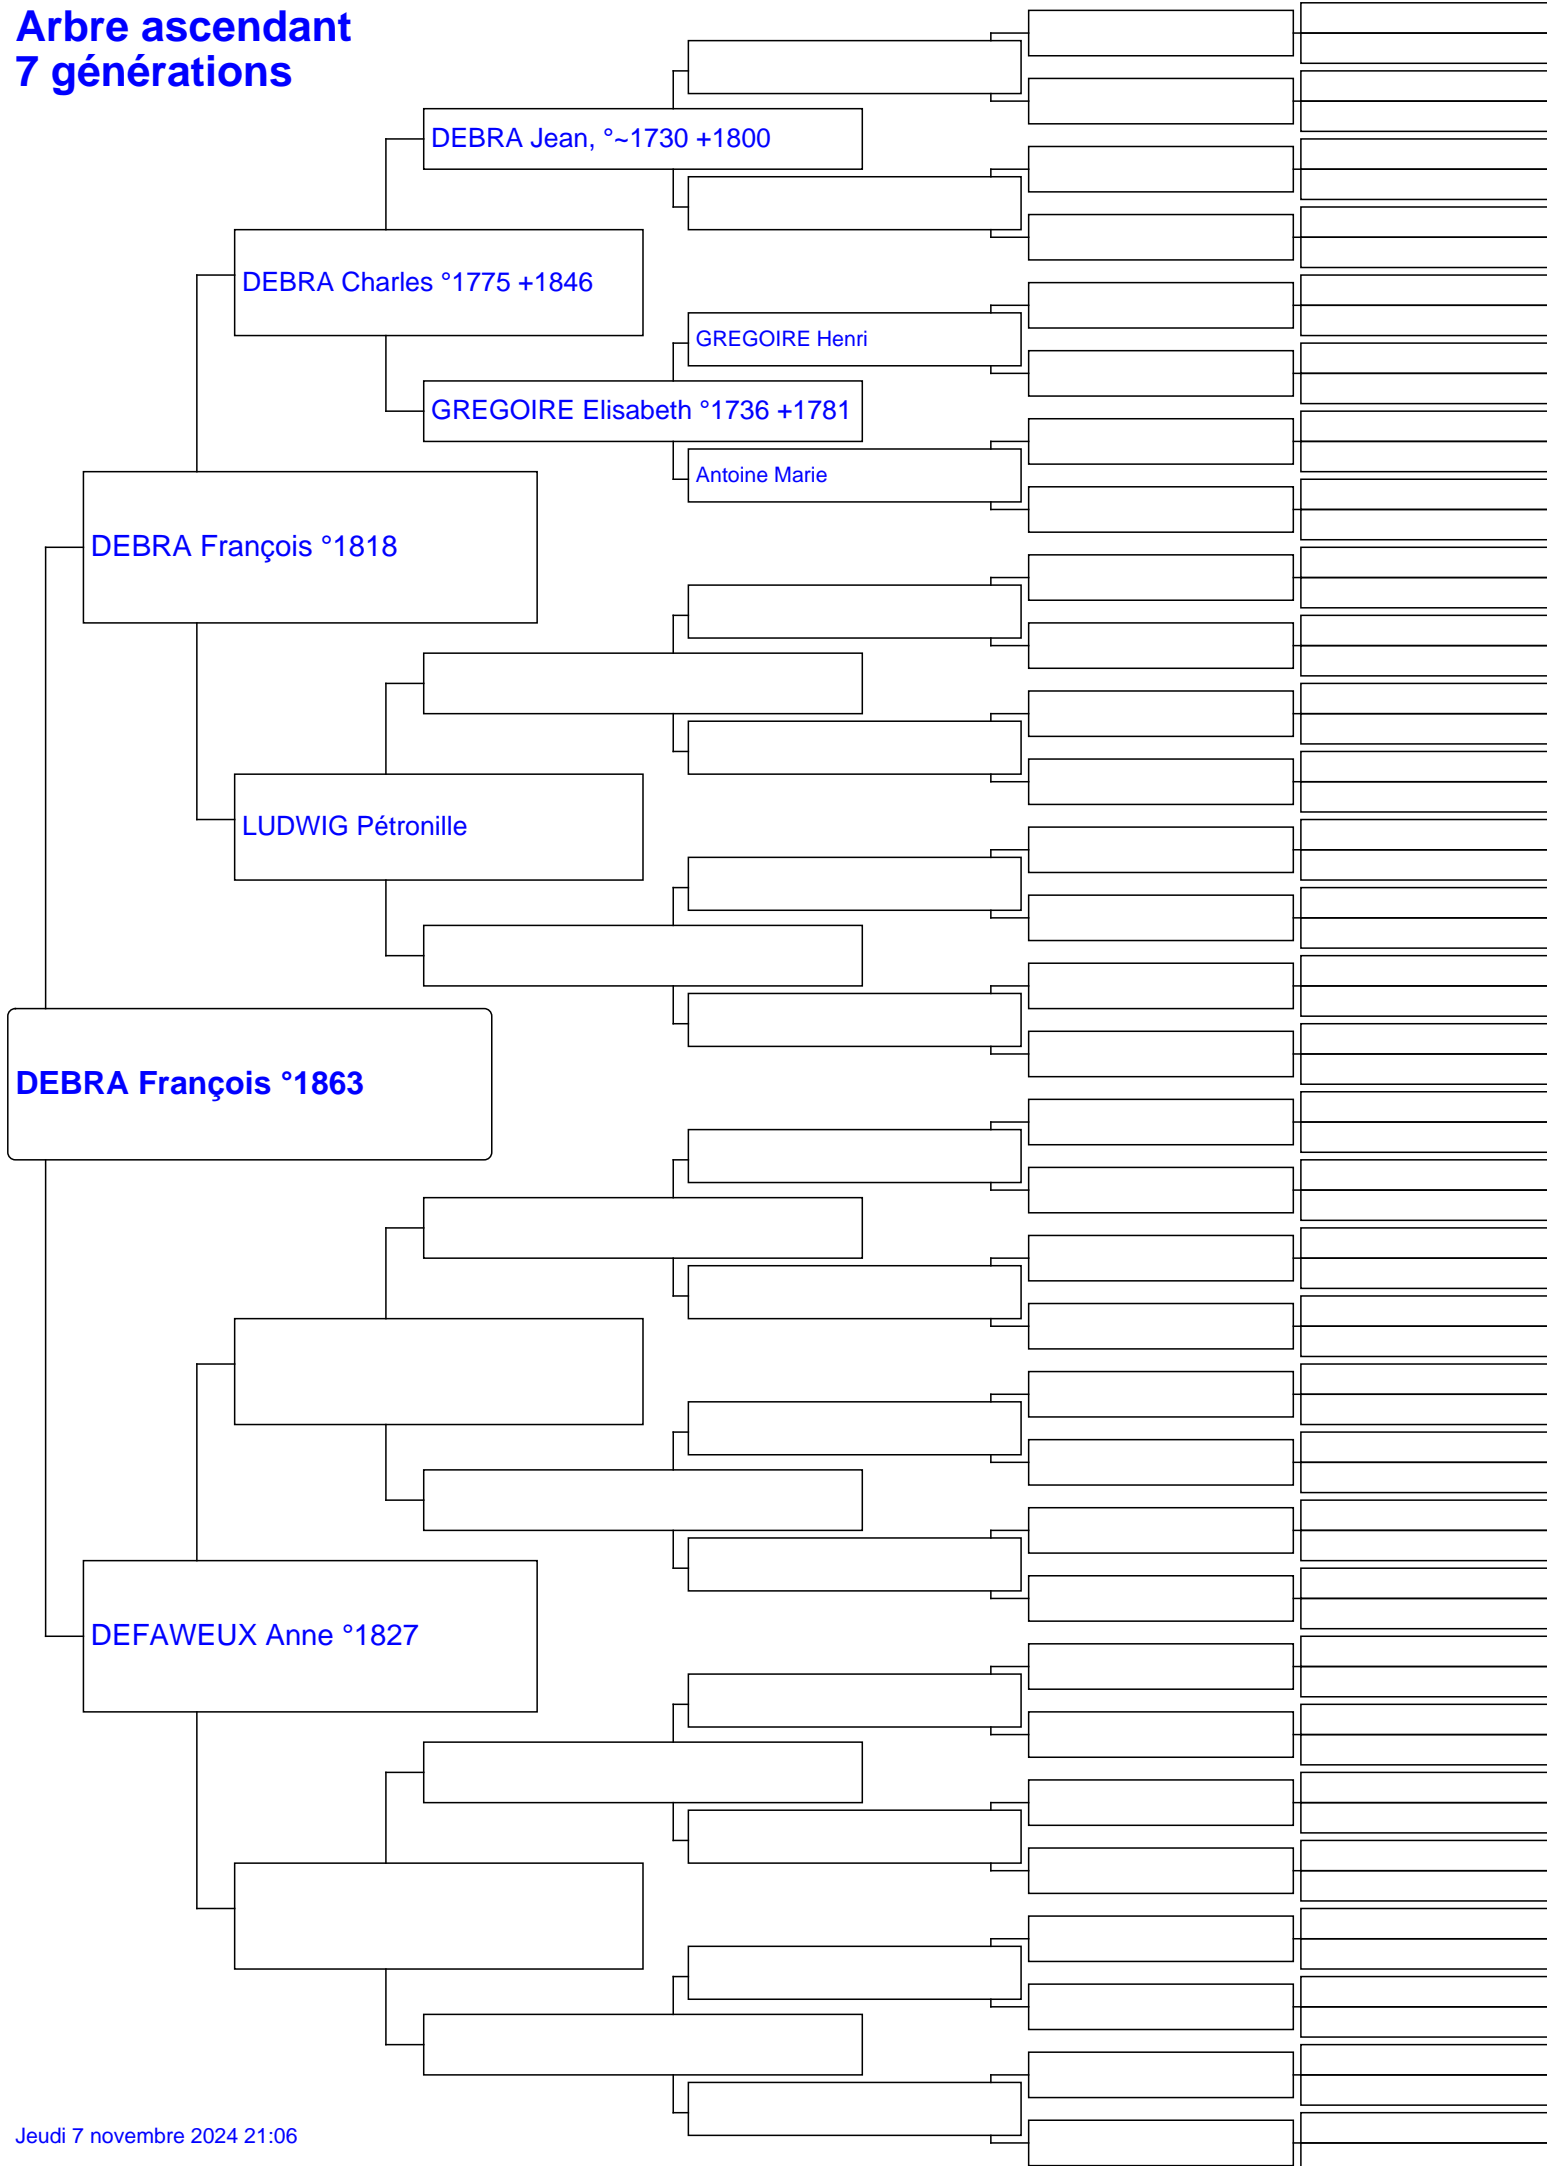 Arbre ascendant
7 générations
DEBRA Jean, °~1730 +1800
DEBRA Charles °1775 +1846
GREGOIRE Henri
GREGOIRE Elisabeth °1736 +1781
Antoine Marie
DEBRA François °1818
LUDWIG Pétronille
DEBRA François °1863
DEFAWEUX Anne °1827
Jeudi 7 novembre 2024 21:06